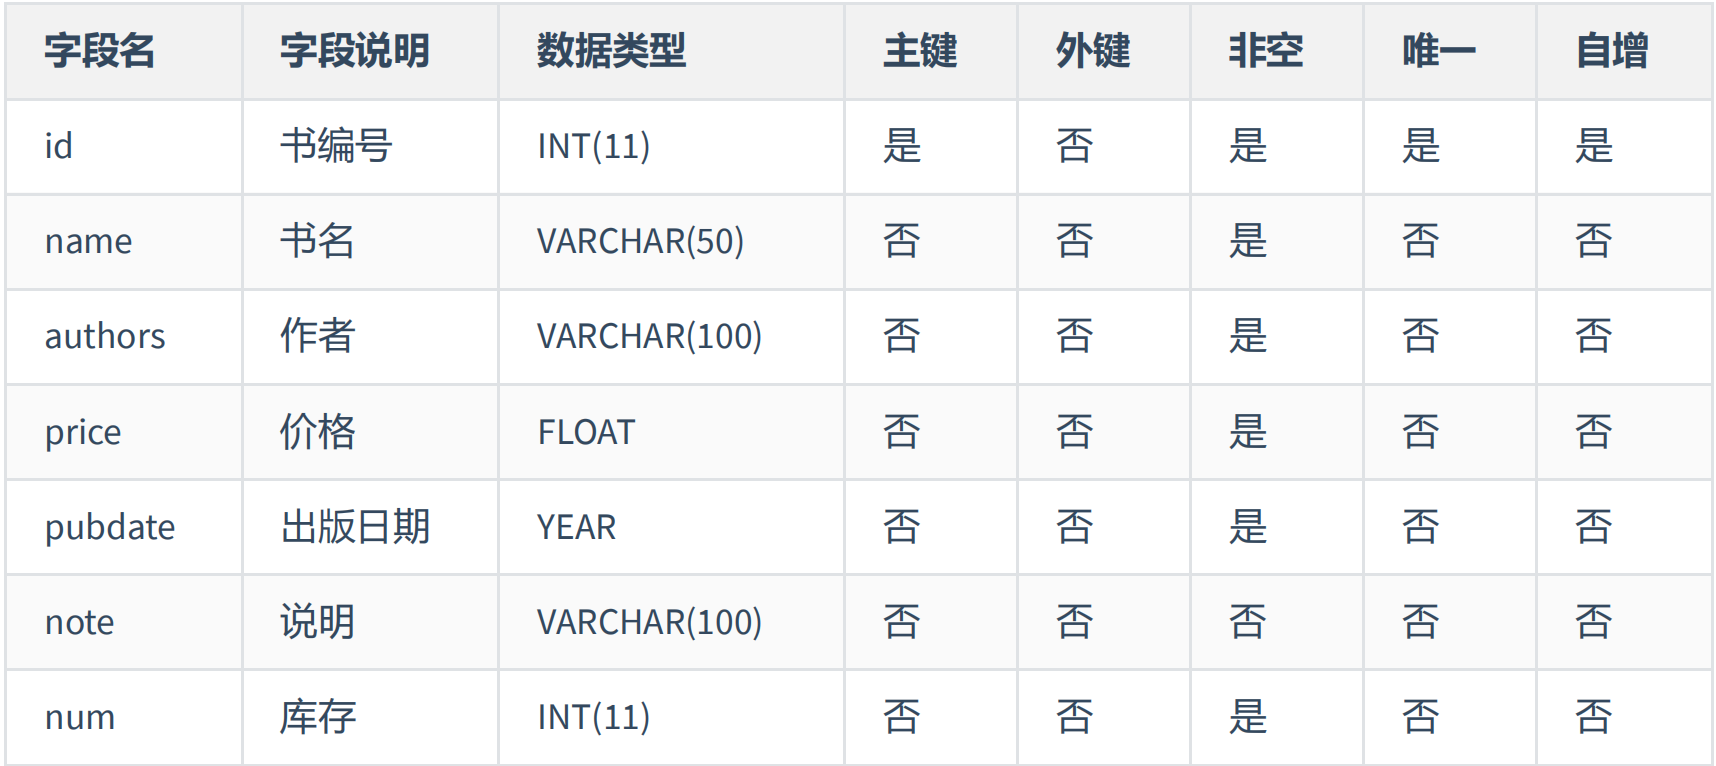 字段名 字段说明 数据类型 主键 外键 非空 唯一 自增
id 书编号 INT(11) 是 否 是 是 是
name 书名 VARCHAR(50) 否 否 是 否 否
authors 作者 VARCHAR(100) 否 否 是 否 否
price 价格 FLOAT 否 否 是 否 否
pubdate 出版日期 YEAR 否 否 是 否 否
note 说明 VARCHAR(100) 否 否 否 否 否
num 库存 INT(11) 否 否 是 否 否